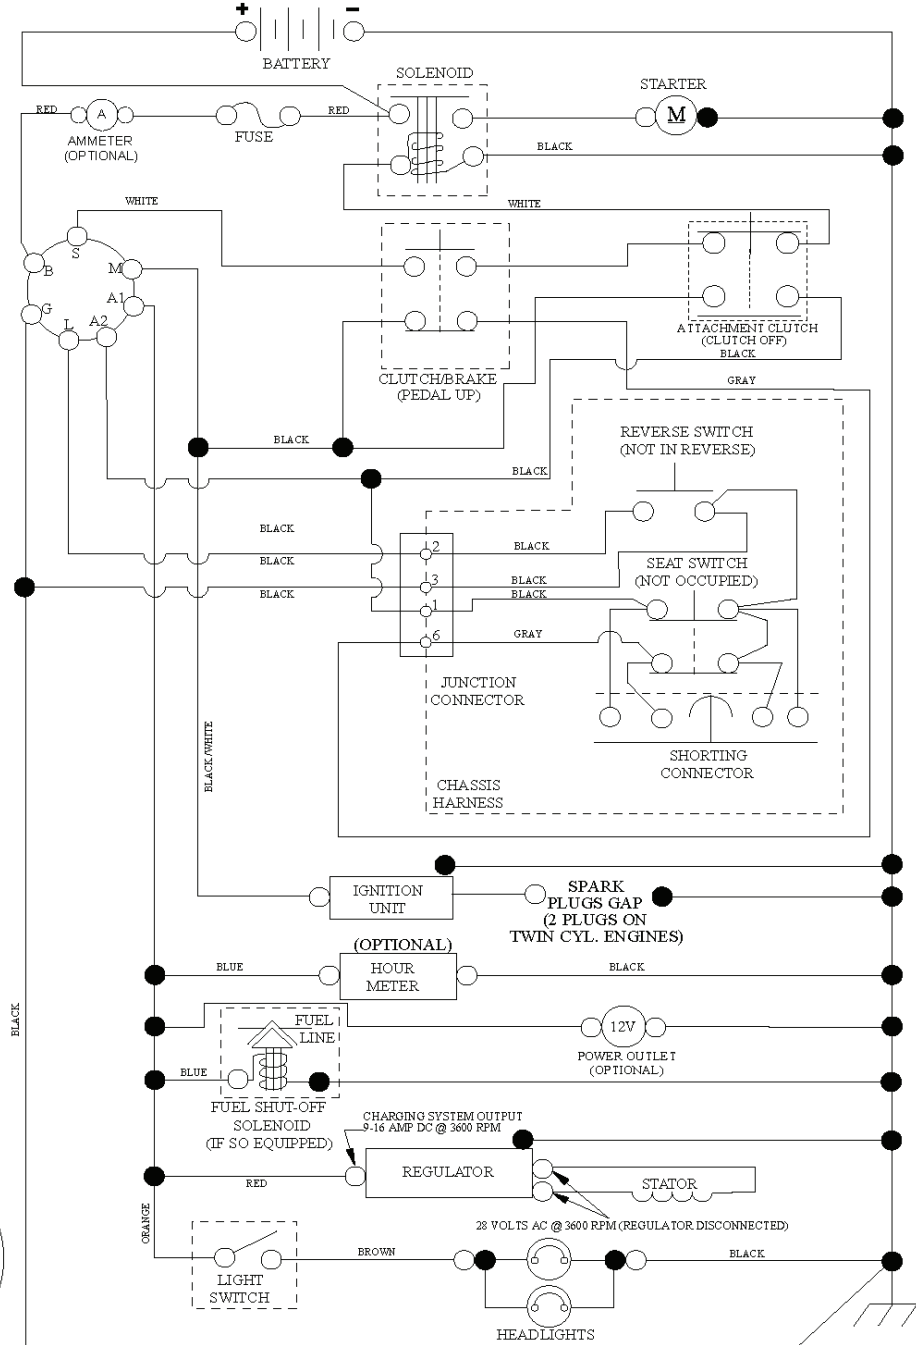 + −
BATTERY
SOLENOID
STARTER
RED
A
RED
M
FUSE
AMMETER
(OPTIONAL)
BLACK
WHITE
WHITE
S
B
M
A1
G
L
A2
ATTACHMENT CLUTCH
(CLUTCH OFF)
BLACK
CLUTCH/BRAKE
(PEDAL UP)
GRAY
BLACK
REVERSE SWITCH
(NOT IN REVERSE)
BLACK
BLACK
2
BLACK
BLACK
SEAT SWITCH
(NOT OCCUPIED)
3
BLACK
BLACK
BLACK
1
6
GRAY
JUNCTION
CONNECTOR
SHORTING
CONNECTOR
BLACK/WHITE
CHASSIS
HARNESS
IGNITION
UNIT
SPARK
PLUGS GAP
(2 PLUGS ON
TWIN CYL. ENGINES)
(OPTIONAL)
HOUR
METER
BLUE
BLACK
BLACK
FUEL
LINE
12V
POWER OUTLET
(OPTIONAL)
BLUE
FUEL SHUT-OFF
SOLENOID
(IF SO EQUIPPED)
CHARGING SYSTEM OUTPUT
9-16 AMP DC @ 3600 RPM
REGULATOR
RED
STATOR
ORANGE
28 VOLTS AC @ 3600 RPM (REGULATOR DISCONNECTED)
BROWN
BLACK
LIGHT
SWITCH
HEADLIGHTS